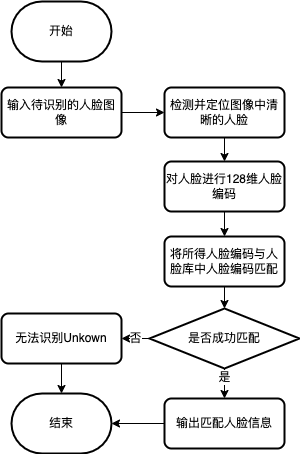 开始
输入待识别的人脸图
像
检测并定位图像中清
晰的人脸
对人脸进行128维人脸
编码
将所得人脸编码与人
脸库中人脸编码匹配
是否成功匹配
否
无法识别Unkown
是
输出匹配人脸信息
结束